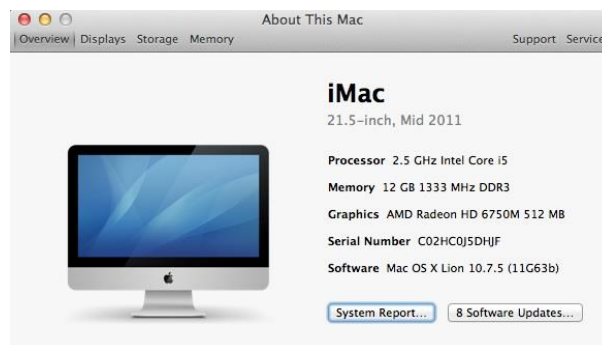 About This Mac
Overview Displays Storage Memory Support Service
iMac
21.5-inch, Mid 2011
Processor 2.5 GHz Intel Core i5
Memory 12 GB 1333 MHz DDR3
Graphics AMD Radeon HD 6750M 512 MB
Serial Number C02HC0J5DHJF
Software Mac OS X Lion 10.7.5 (11G63b)
System Report... 8 Software Updates...